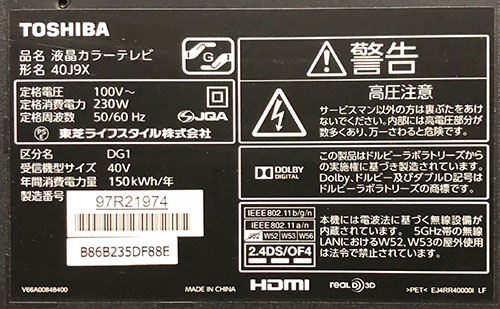 TOSHIBA
品名 液晶カラーテレビ
形名 40J9X
定格電圧 100V～
定格消費電力 230W
定格周波数 50/60 Hz
JQA
東芝ライフスタイル株式会社
区分名 DG1
受信機型サイズ 40V
年間消費電力量 150kWh/年
製造番号
97R21974
B86B235DF88E
V66A00848400
MADE IN CHINA
警告
高圧注意
サービスマン以外の方は裏ぶたをあけ
ないでください。内部には高電圧部分が
数多くあり、万一さわると危険です。
DOLBY
DIGITAL
この製品はドルビーラボラトリーズから
の実施権に基づき製造されています。
Dolby、ドルビー及びダブルD記号は
ドルビーラボラトリーズの商標です。
IEEE802.11b/g/n
IEEE802.11a/n
J52 W52 W53 W56
2.4DS/OF4
本機には電波法に基づく無線設備が
内蔵されています。 5GHz帯の無線
LANにおけるW52、W53の屋外使用
は法令で禁止されています。
HDMI
REAL D 3D
>PET< EJ4RR40000I LF